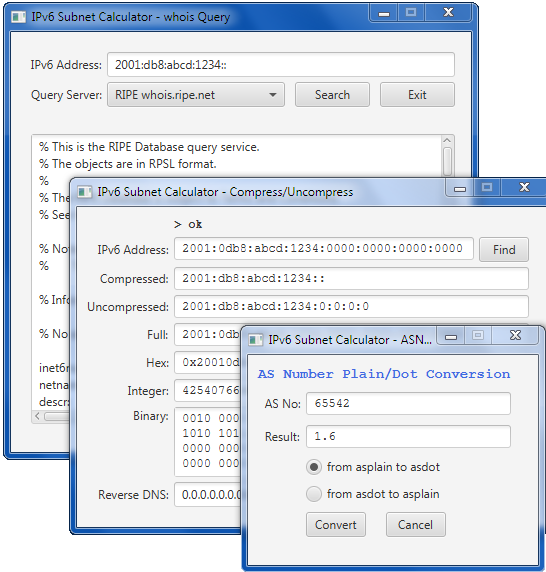 IPv6 Subnet Calculator - whois Query
IPv6 Address: 2001:db8:abcd:1234::
Query Server: RIPE whois.ripe.net Search Exit
% This is the RIPE Database query service.
% The objects are in RPSL format.
%
% The
% See
% No
%
% Info
% No
inet6n
netna
descr:
IPv6 Subnet Calculator - Compress/Uncompress
> ok
IPv6 Address: 2001:0db8:abcd:1234:0000:0000:0000:0000 Find
Compressed: 2001:db8:abcd:1234::
Uncompressed: 2001:db8:abcd:1234:0:0:0:0
Full: 2001:0db
Hex: 0x20010d
Integer: 42540766
Binary: 0010 000
1010 101
0000 000
0000 000
Reverse DNS: 0.0.0.0.0.0
IPv6 Subnet Calculator - ASN...
AS Number Plain/Dot Conversion
AS No: 65542
Result: 1.6
from asplain to asdot
from asdot to asplain
Convert Cancel